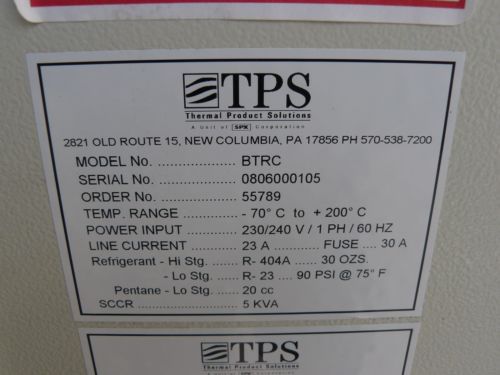 TPS
Thermal Product Solutions
A Unit of SPX Corporation
2821 OLD ROUTE 15, NEW COLUMBIA, PA 17856 PH 570-538-7200
MODEL No. .................... BTRC
SERIAL No. .................... 0806000105
ORDER No. .................... 55789
TEMP. RANGE ................ - 70° C to + 200° C
POWER INPUT ................ 230/240 V / 1 PH / 60 HZ
LINE CURRENT ............... 23 A ............... FUSE .... 30 A
Refrigerant - Hi Stg. .......... R- 404A ...... 30 OZS.
- Lo Stg. ......... R- 23 .... 90 PSI @ 75° F
Pentane - Lo Stg. ......... 20 cc
SCCR ............................. 5 KVA
TPS
Thermal Product Solutions